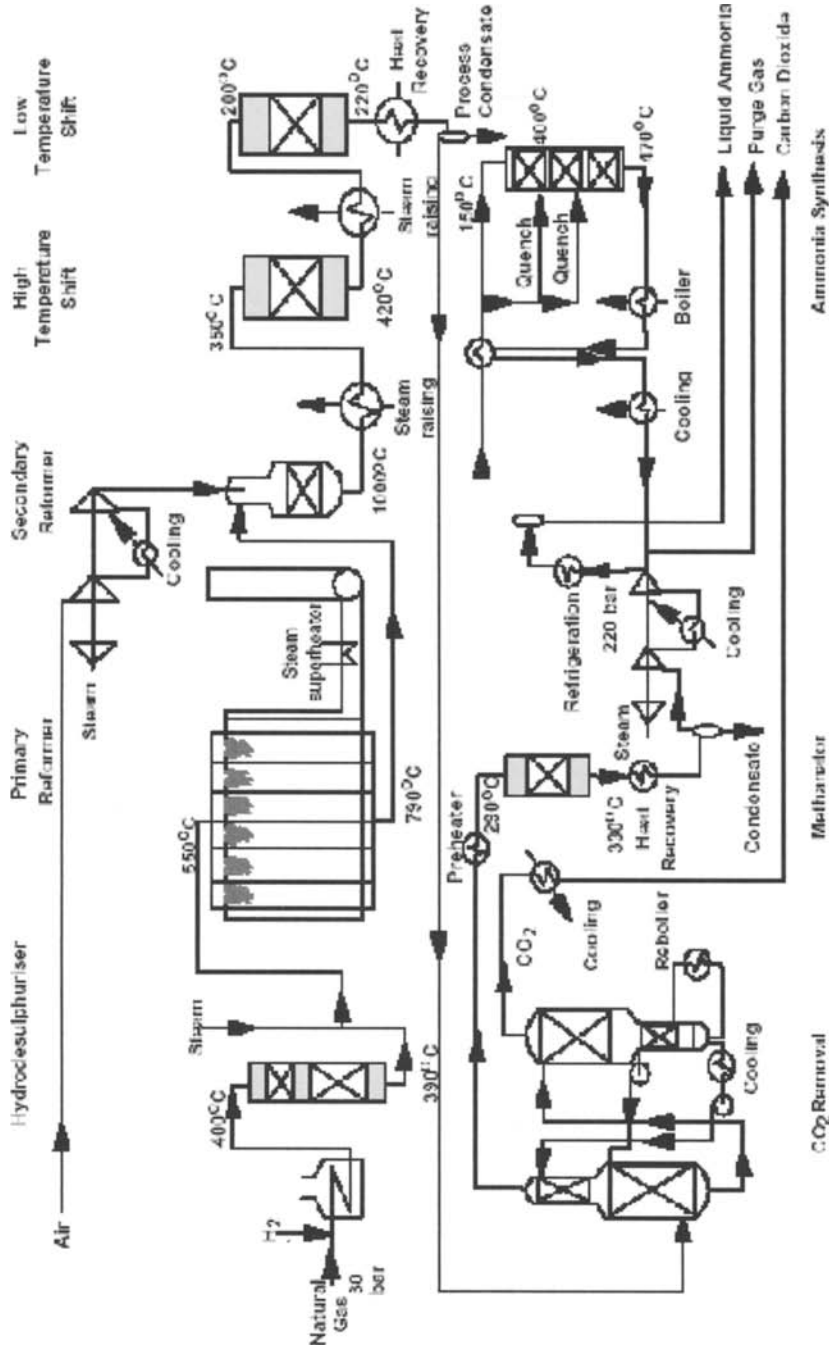 Hydrodesulphuriser
Primary
Reformer
Secondary
Reformer
High
Temperature
Shift
Low
Temperature
Shift
Air
Steam
Cooling
Natural
Gas 30
bar
H2
400°C
Steam
390°C
550°C
790°C
Steam
superheater
1000°C
Steam
raising
350°C
420°C
Steam
raising
200°C
220°C
Heat
Recovery
Process
Condensate
CO2
Cooling
Reboiler
Cooling
Preheater
290°C
330°C
Heat
Recovery
Condensate
Steam
220 bar
Cooling
Refrigeration
Cooling
Boiler
Quench
Quench
150°C
400°C
470°C
Liquid Ammonia
Purge Gas
Carbon Dioxide
CO2 Removal
Methanator
Ammonia Synthesis